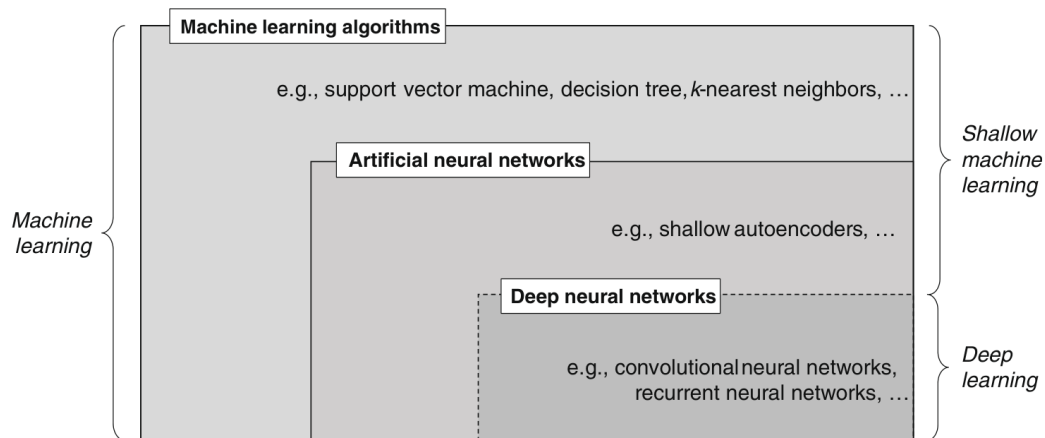 Machine learning algorithms
e.g., support vector machine, decision tree, k-nearest neighbors, …
Artificial neural networks
Shallow
machine
learning
Machine
learning
e.g., shallow autoencoders, …
Deep neural networks
e.g., convolutional neural networks,
recurrent neural networks, …
Deep
learning